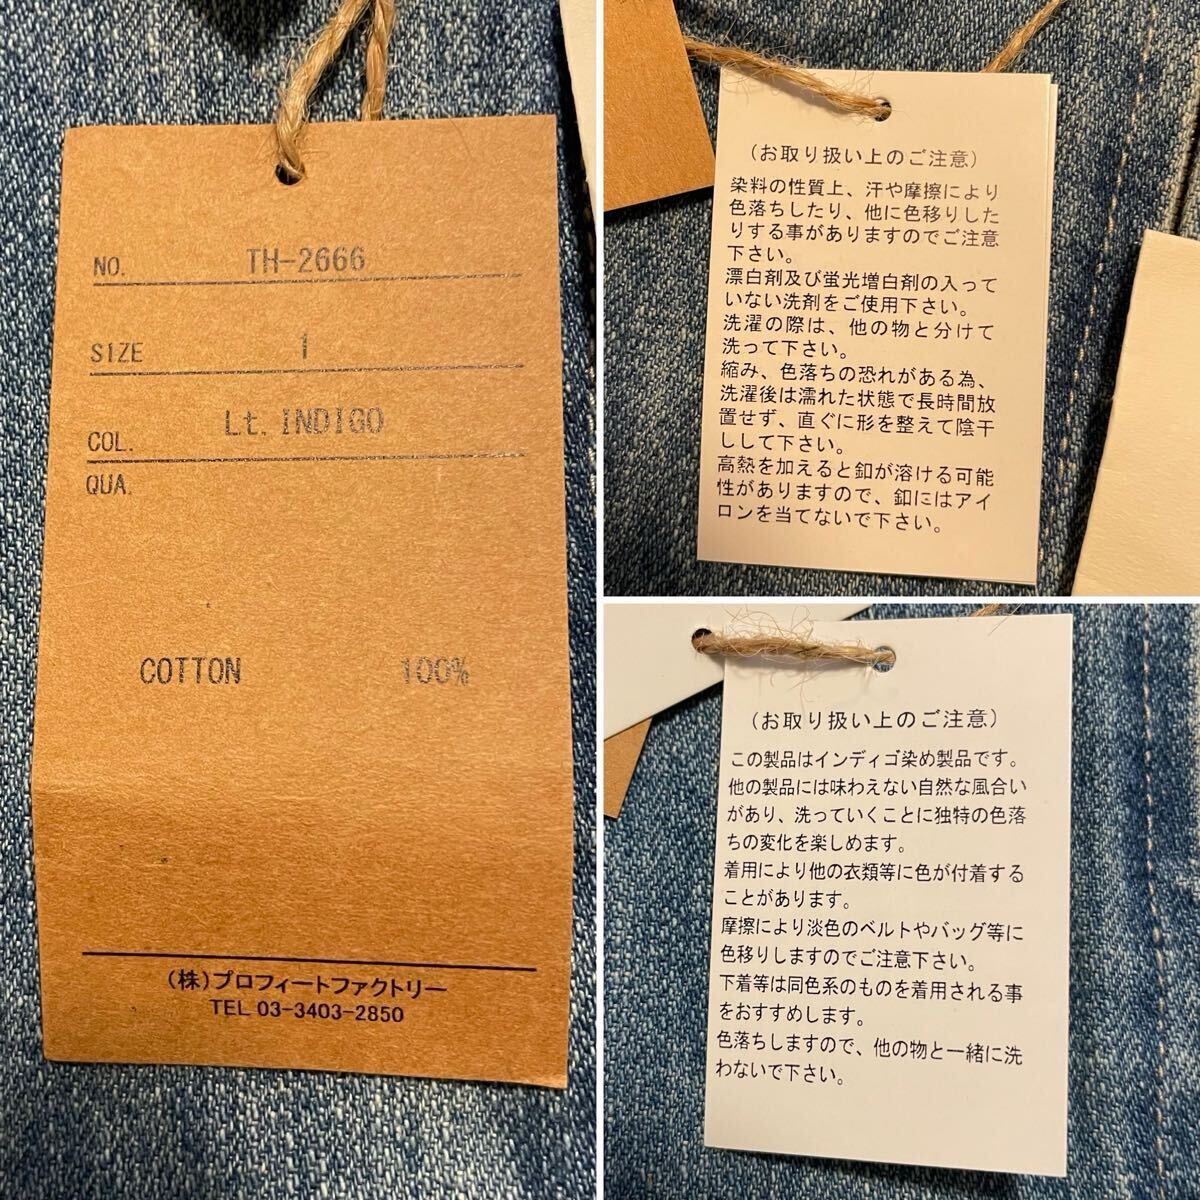 NO. TH-2666
SIZE 1
COL. Lt. INDIGO
QUA.
COTTON 100%
(株)プロフィートファクトリー
TEL 03-3403-2850
(お取り扱い上のご注意)
染料の性質上、汗や摩擦により
色落ちしたり、他に色移りした
りする事がありますのでご注意
下さい。
漂白剤及び蛍光増白剤の入って
いない洗剤をご使用下さい。
洗濯の際は、他の物と分けて
洗って下さい。
縮み、色落ちの恐れがある為、
洗濯後は濡れた状態で長時間放
置せず、直ぐに形を整えて陰干
しして下さい。
高熱を加えると釦が溶ける可能
性がありますので、釦にはアイ
ロンを当てないで下さい。
(お取り扱い上のご注意)
この製品はインディゴ染め製品です。
他の製品には味わえない自然な風合い
があり、洗っていくことに独特の色落
ちの変化を楽しめます。
着用により他の衣類等に色が付着する
ことがあります。
摩擦により淡色のベルトやバッグ等に
色移りしますのでご注意下さい。
下着等は同色系のものを着用される事
をおすすめします。
色落ちしますので、他の物と一緒に洗
わないで下さい。